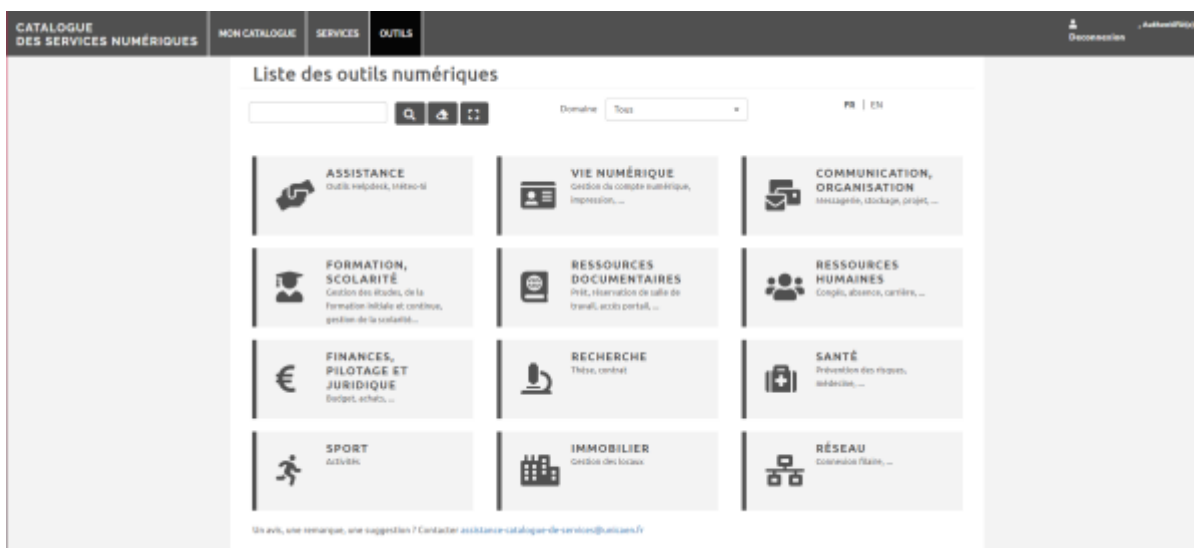 CATALOGUE
DES SERVICES NUMÉRIQUES
MON CATALOGUE
SERVICES
OUTILS
Deconnexion
Liste des outils numériques
Domaine
Tous
FR | EN
ASSISTANCE
Outils Helpdesk, Météo-SI
VIE NUMÉRIQUE
Gestion du compte numérique,
impression, ...
COMMUNICATION,
ORGANISATION
Messagerie, stockage, projet, ...
FORMATION,
SCOLARITÉ
Gestion des études, de la
formation initiale et continue,
gestion de la scolarité...
RESSOURCES
DOCUMENTAIRES
Prêt, réservation de salle de
travail, accès portail, ...
RESSOURCES
HUMAINES
Congés, absence, carrière, ...
FINANCES,
PILOTAGE ET
JURIDIQUE
Budget, achats, ...
RECHERCHE
Thèse, contrat
SANTÉ
Prévention des risques,
médecine, ...
SPORT
Activités
IMMOBILIER
Gestion des locaux
RÉSEAU
Connexion filaire, ...
Un avis, une remarque, une suggestion ? Contacter assistance-catalogue-de-services@unicaen.fr